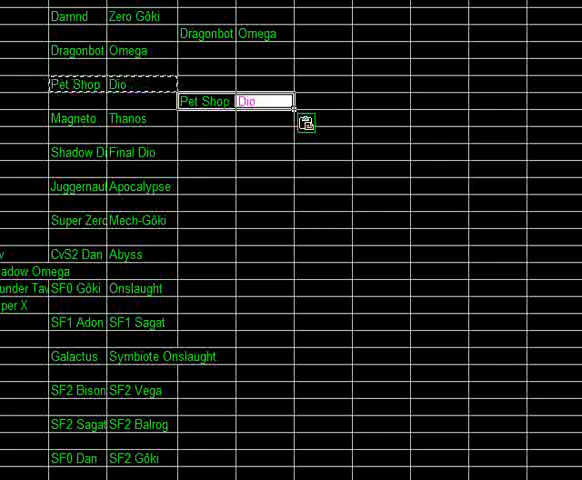 Damnd Zero Gôki
Dragonbot Omega
Dragonbot Omega
Pet Shop Dio
Pet Shop Dio
Magneto Thanos
Shadow Di Final Dio
Juggernaut Apocalypse
Super Zero Mech-Gôki
CvS2 Dan Abyss
adow Omega
under Tav SF0 Gôki Onslaught
per X
SF1 Adon SF1 Sagat
Galactus Symbiote Onslaught
SF2 Bison SF2 Vega
SF2 Sagat SF2 Balrog
SF0 Dan SF2 Gôki